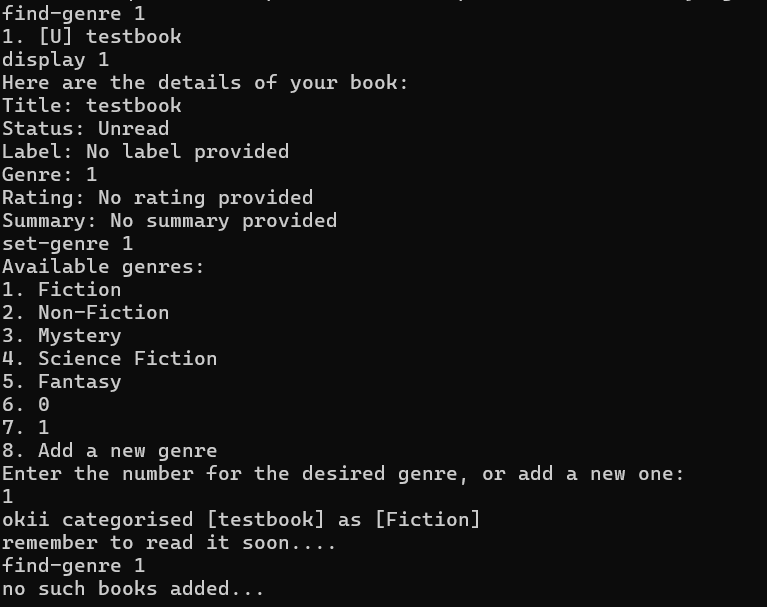 find-genre 1
1. [U] testbook
display 1
Here are the details of your book:
Title: testbook
Status: Unread
Label: No label provided
Genre: 1
Rating: No rating provided
Summary: No summary provided
set-genre 1
Available genres:
1. Fiction
2. Non-Fiction
3. Mystery
4. Science Fiction
5. Fantasy
6. 0
7. 1
8. Add a new genre
Enter the number for the desired genre, or add a new one:
1
okii categorised [testbook] as [Fiction]
remember to read it soon....
find-genre 1
no such books added...